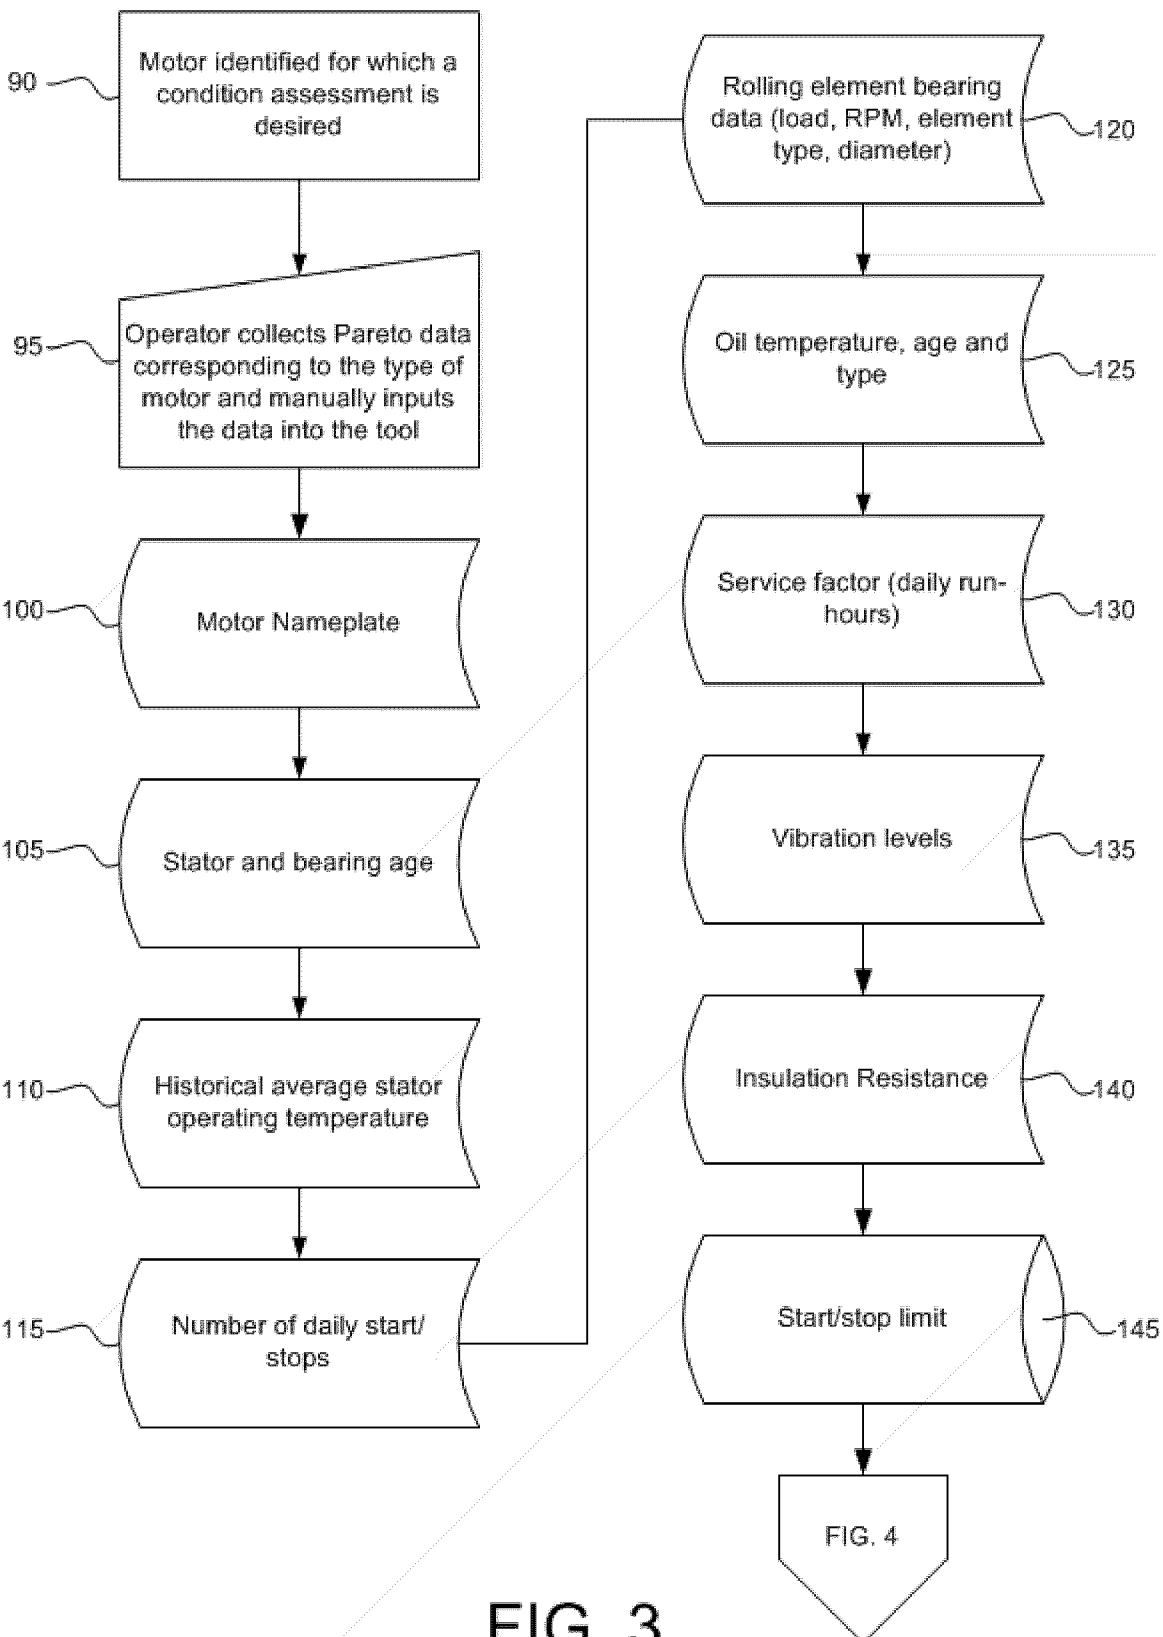 90
Motor identified for which a
condition assessment is
desired
95
Operator collects Pareto data
corresponding to the type of
motor and manually inputs
the data into the tool
100
Motor Nameplate
105
Stator and bearing age
110
Historical average stator
operating temperature
115
Number of daily start/
stops
Rolling element bearing
data (load, RPM, element
type, diameter)
120
Oil temperature, age and
type
125
Service factor (daily run-
hours)
130
Vibration levels
135
Insulation Resistance
140
Start/stop limit
145
FIG. 4
FIG. 3